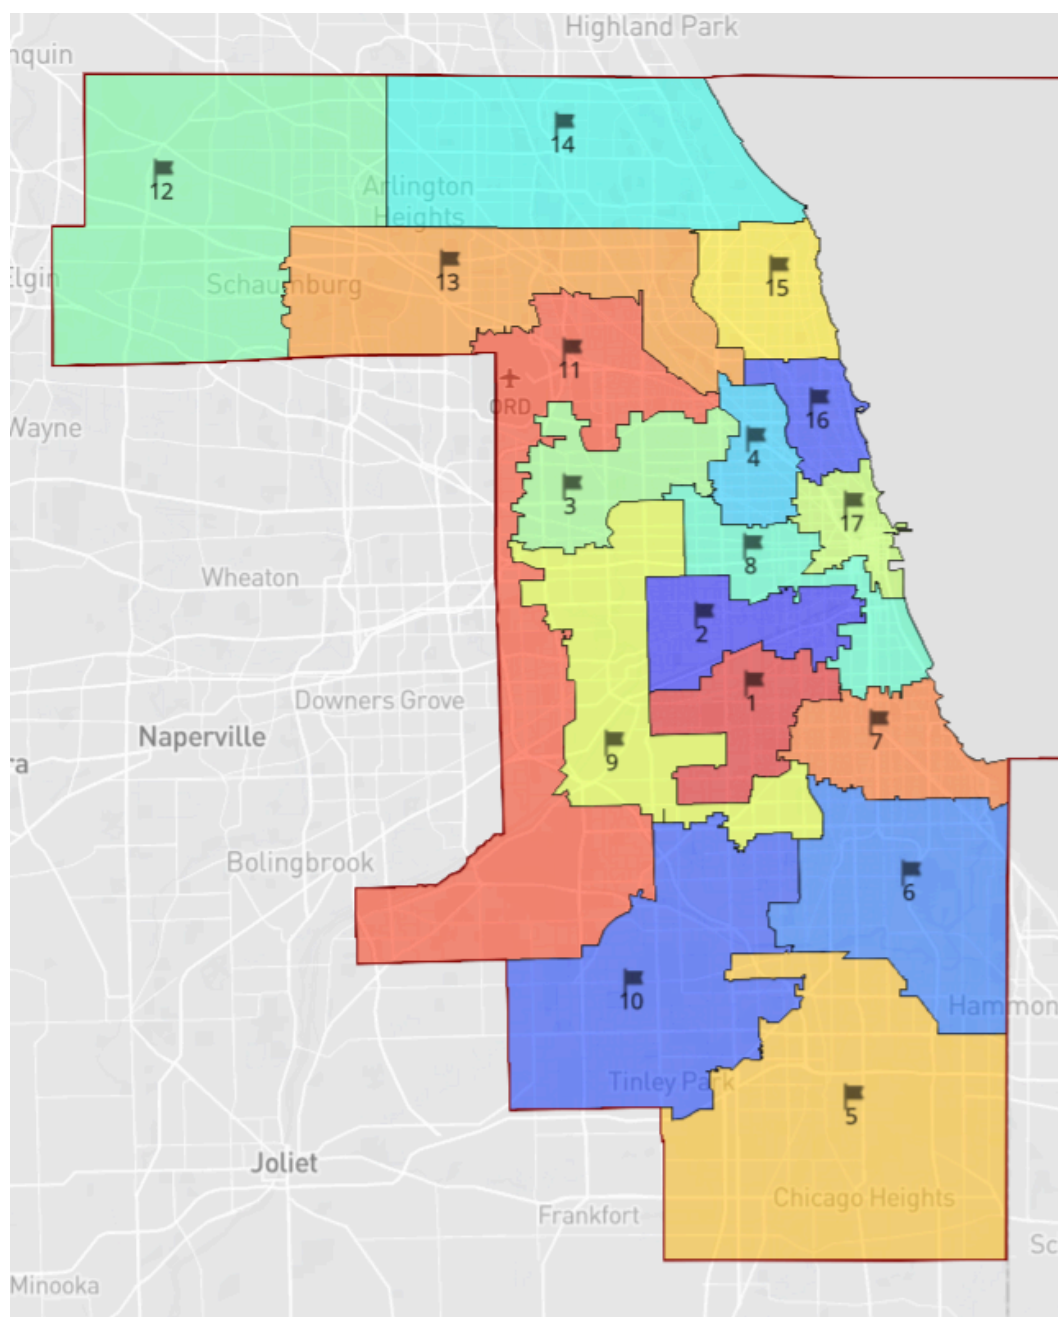 Highland Park
nquin
14
12
Arlington
Heights
13
15
Elgin
Schaumburg
11
ORD
16
Wayne
4
3
17
8
Wheaton
2
Downers Grove
1
7
Naperville
9
ra
Bolingbrook
6
10
Hammon
Tinley Park
5
Joliet
Chicago Heights
Frankfort
Sc
Minooka